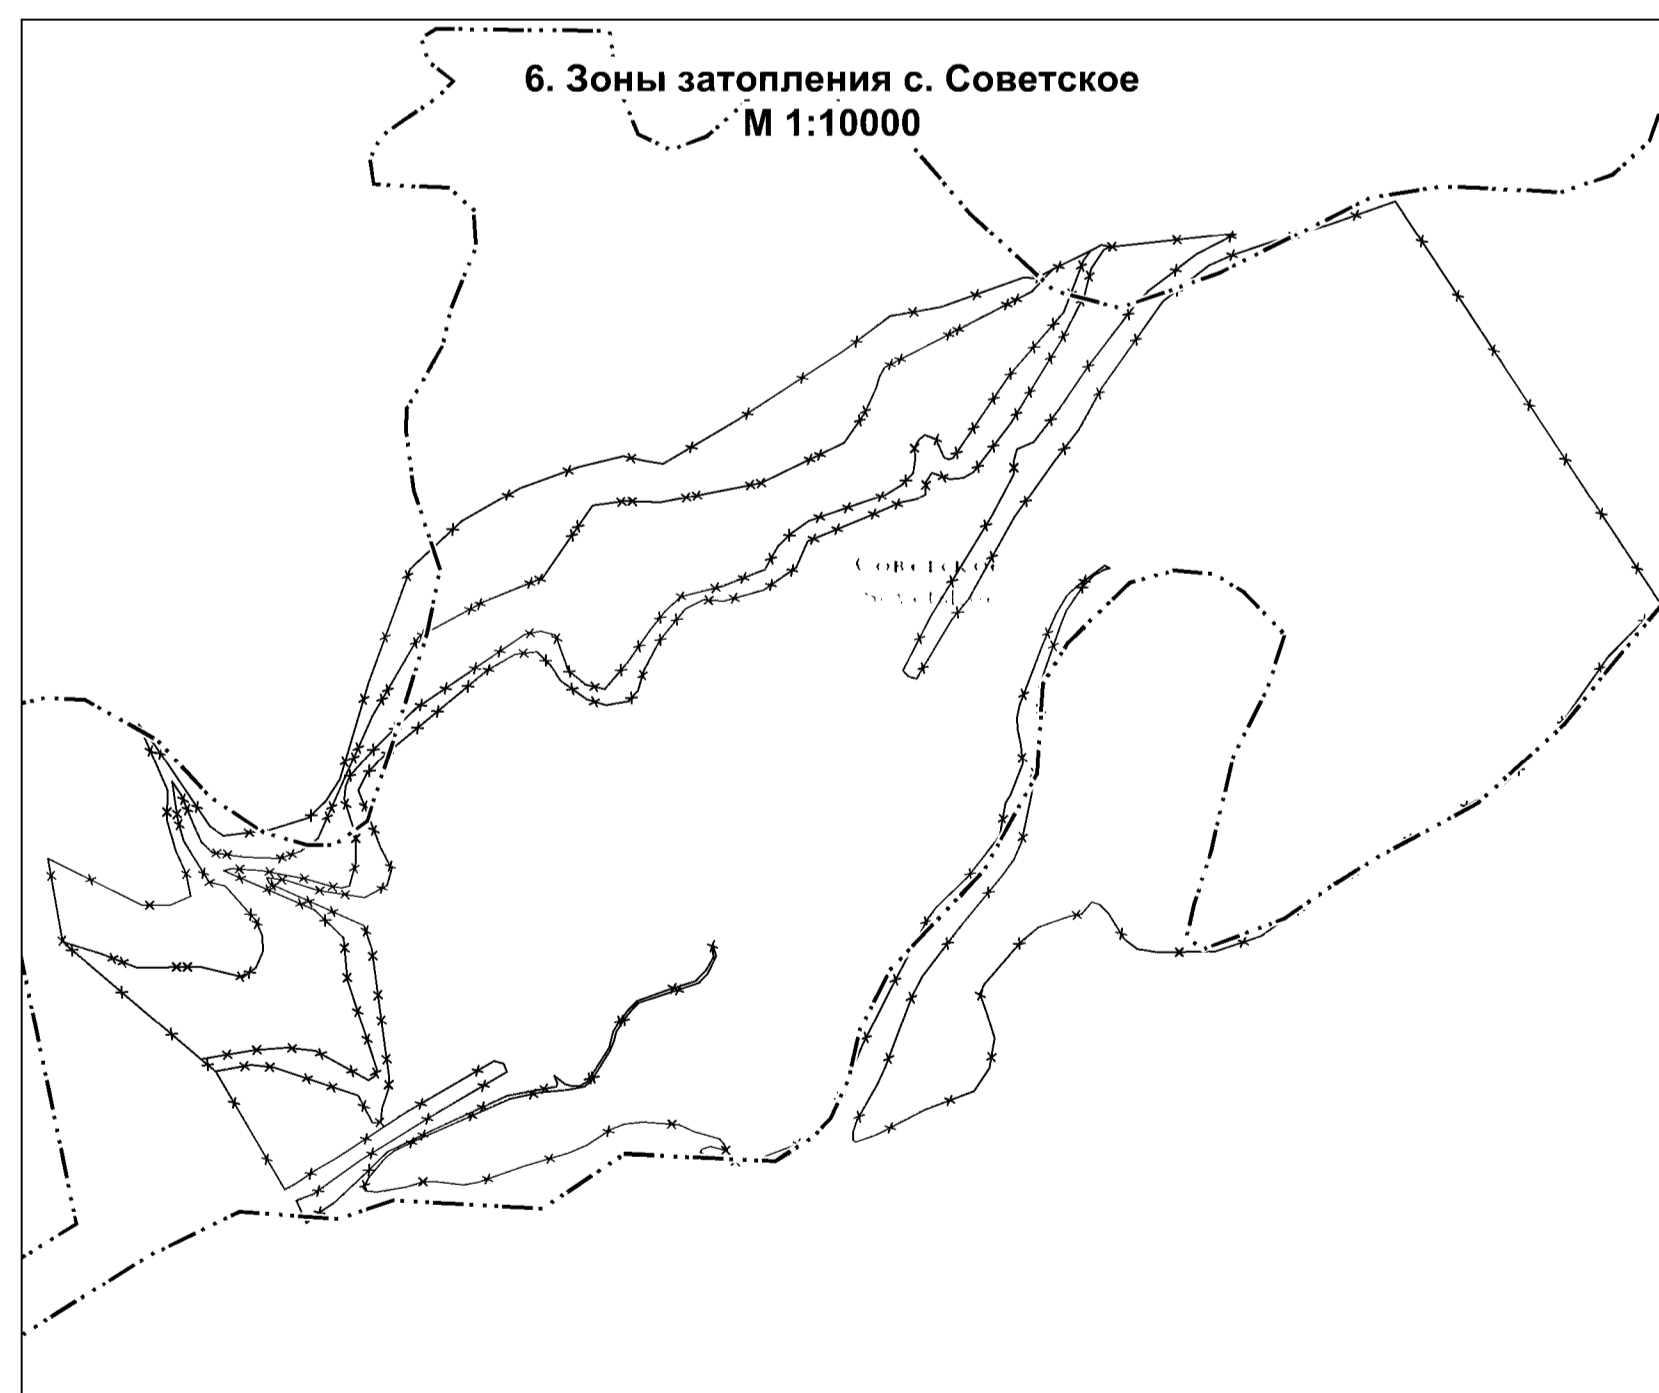 6. Зоны затопления с. Советское
М 1:10000